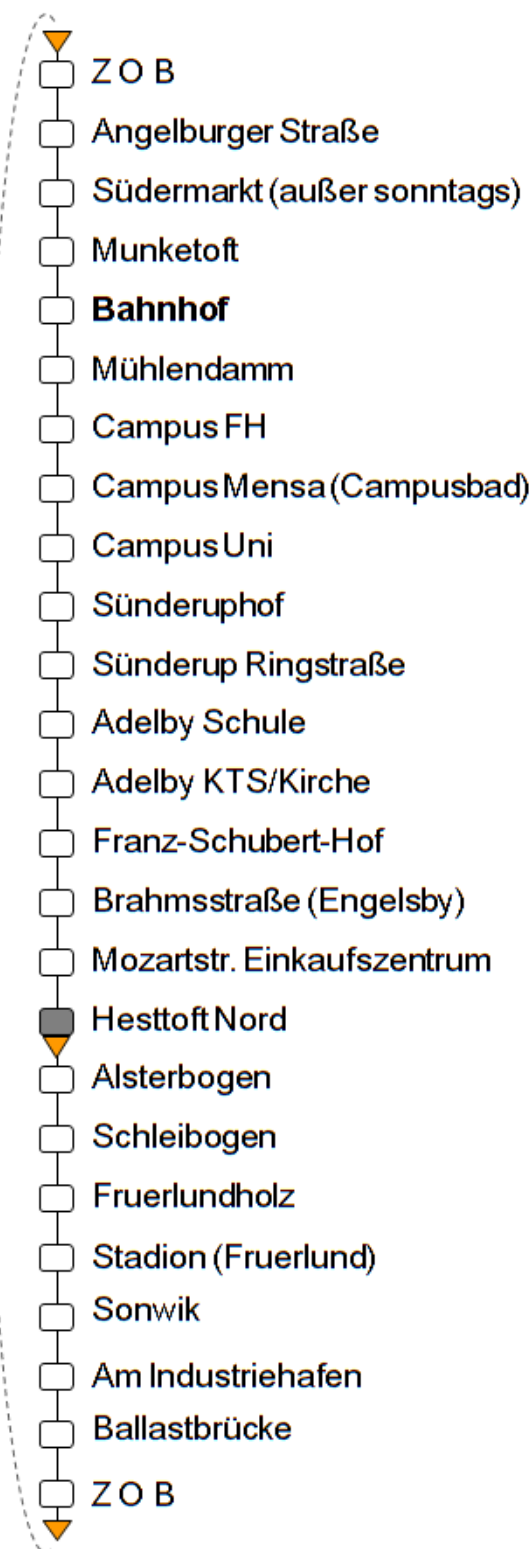 Z O B
Angelburger Straße
Südermarkt (außer sonntags)
Munketoft
Bahnhof
Mühlendamm
Campus FH
Campus Mensa (Campusbad)
Campus Uni
Sünderuphof
Sünderup Ringstraße
Adelby Schule
Adelby KTS/Kirche
Franz-Schubert-Hof
Brahmsstraße (Engelsby)
Mozartstr. Einkaufszentrum
Hesttoft Nord
Alsterbogen
Schleibogen
Fruerlundholz
Stadion (Fruerlund)
Sonwik
Am Industriehafen
Ballastbrücke
Z O B